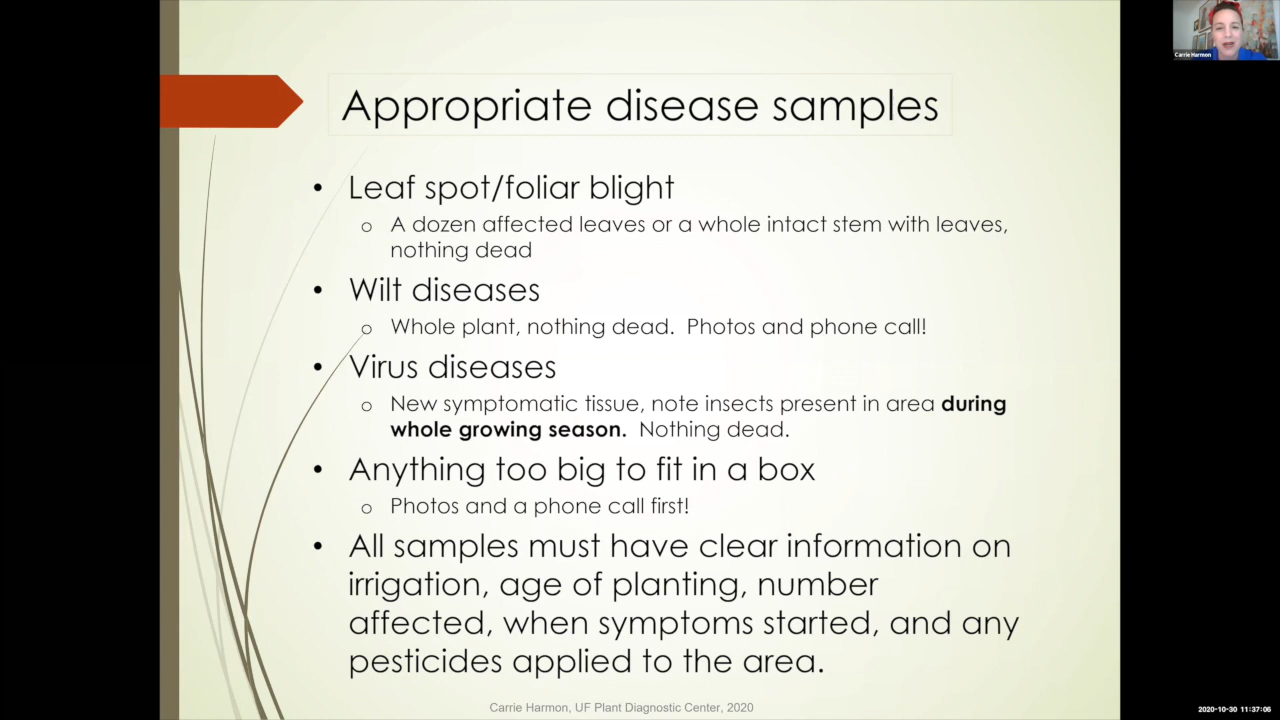 Carrie Harmon
Appropriate disease samples
• Leaf spot/foliar blight
o A dozen affected leaves or a whole intact stem with leaves,
nothing dead
• Wilt diseases
o Whole plant, nothing dead.  Photos and phone call!
• Virus diseases
o New symptomatic tissue, note insects present in area during
whole growing season.  Nothing dead.
• Anything too big to fit in a box
o Photos and a phone call first!
• All samples must have clear information on
irrigation, age of planting, number
affected, when symptoms started, and any
pesticides applied to the area.
Carrie Harmon, UF Plant Diagnostic Center, 2020
2020-10-30 11:37:06